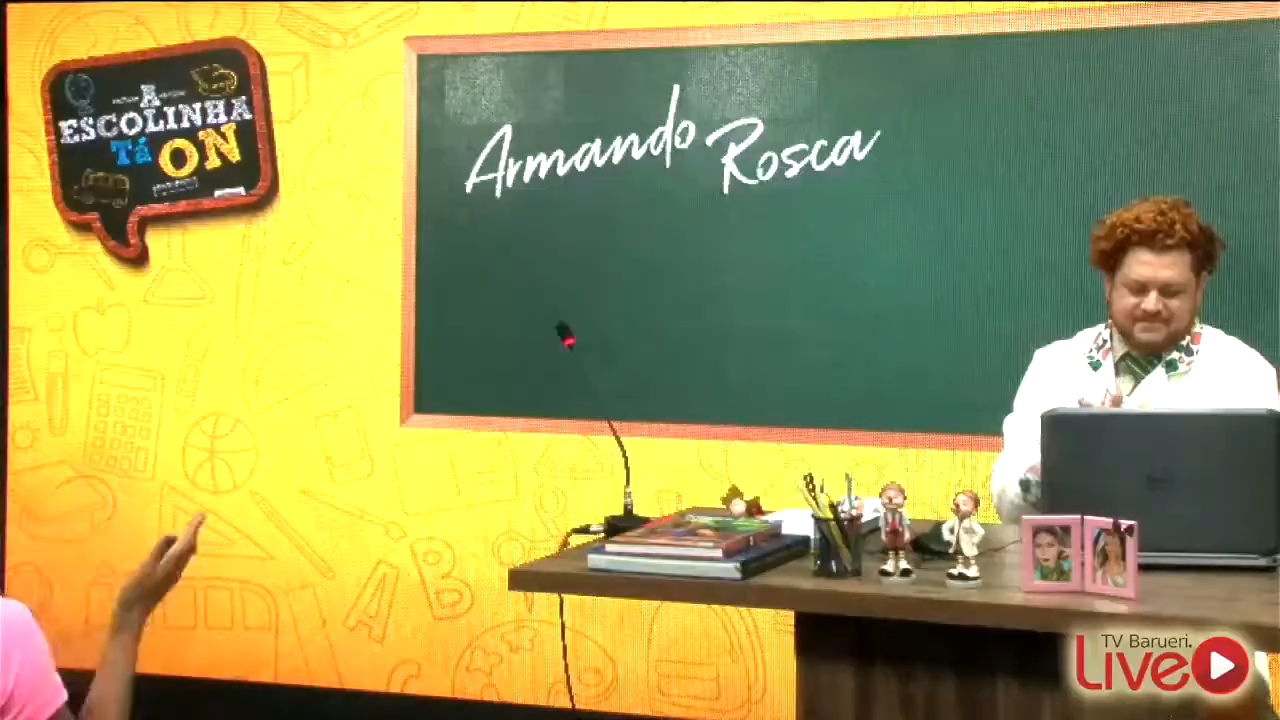 A
ESCOLINHA
Tá ON
Armando Rosca
TV Barueri.
Live